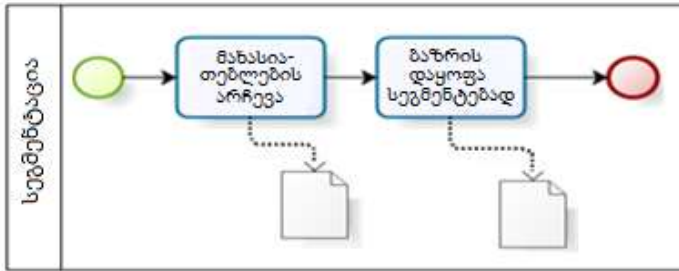 სეგმენტაცია
მახასია-
თებლების
არჩევა
ბაზრის
დაყოფა
სეგმენტებად